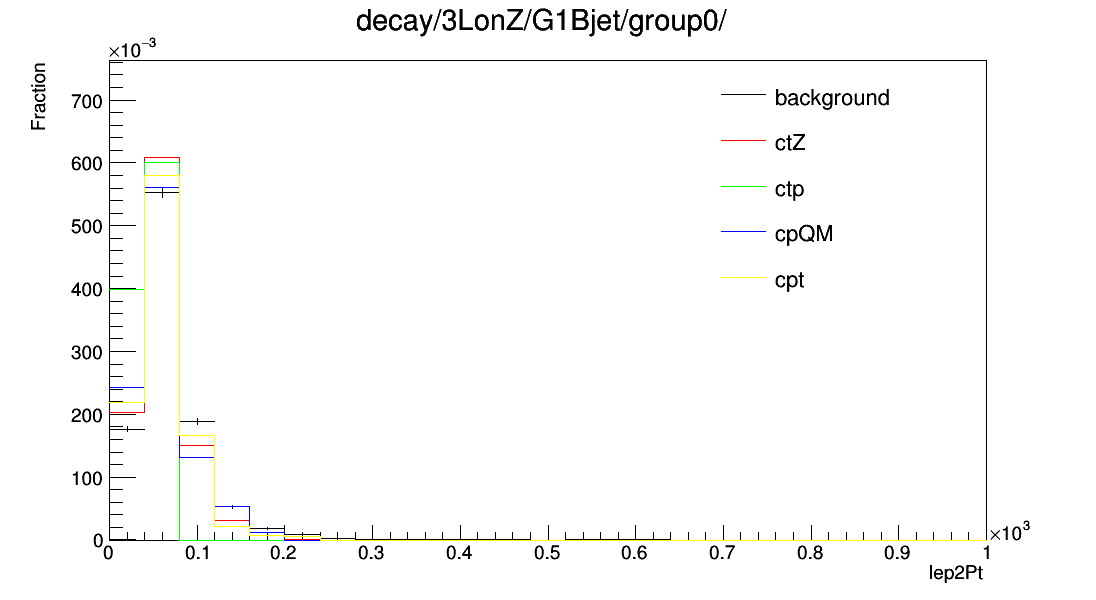 decay/3LonZ/G1Bjet/group0/
×10⁻³
Fraction
700
600
500
400
300
200
100
0
background
ctZ
ctp
cpQM
cpt
0 0.1 0.2 0.3 0.4 0.5 0.6 0.7 0.8 0.9 1
×10³
lep2Pt